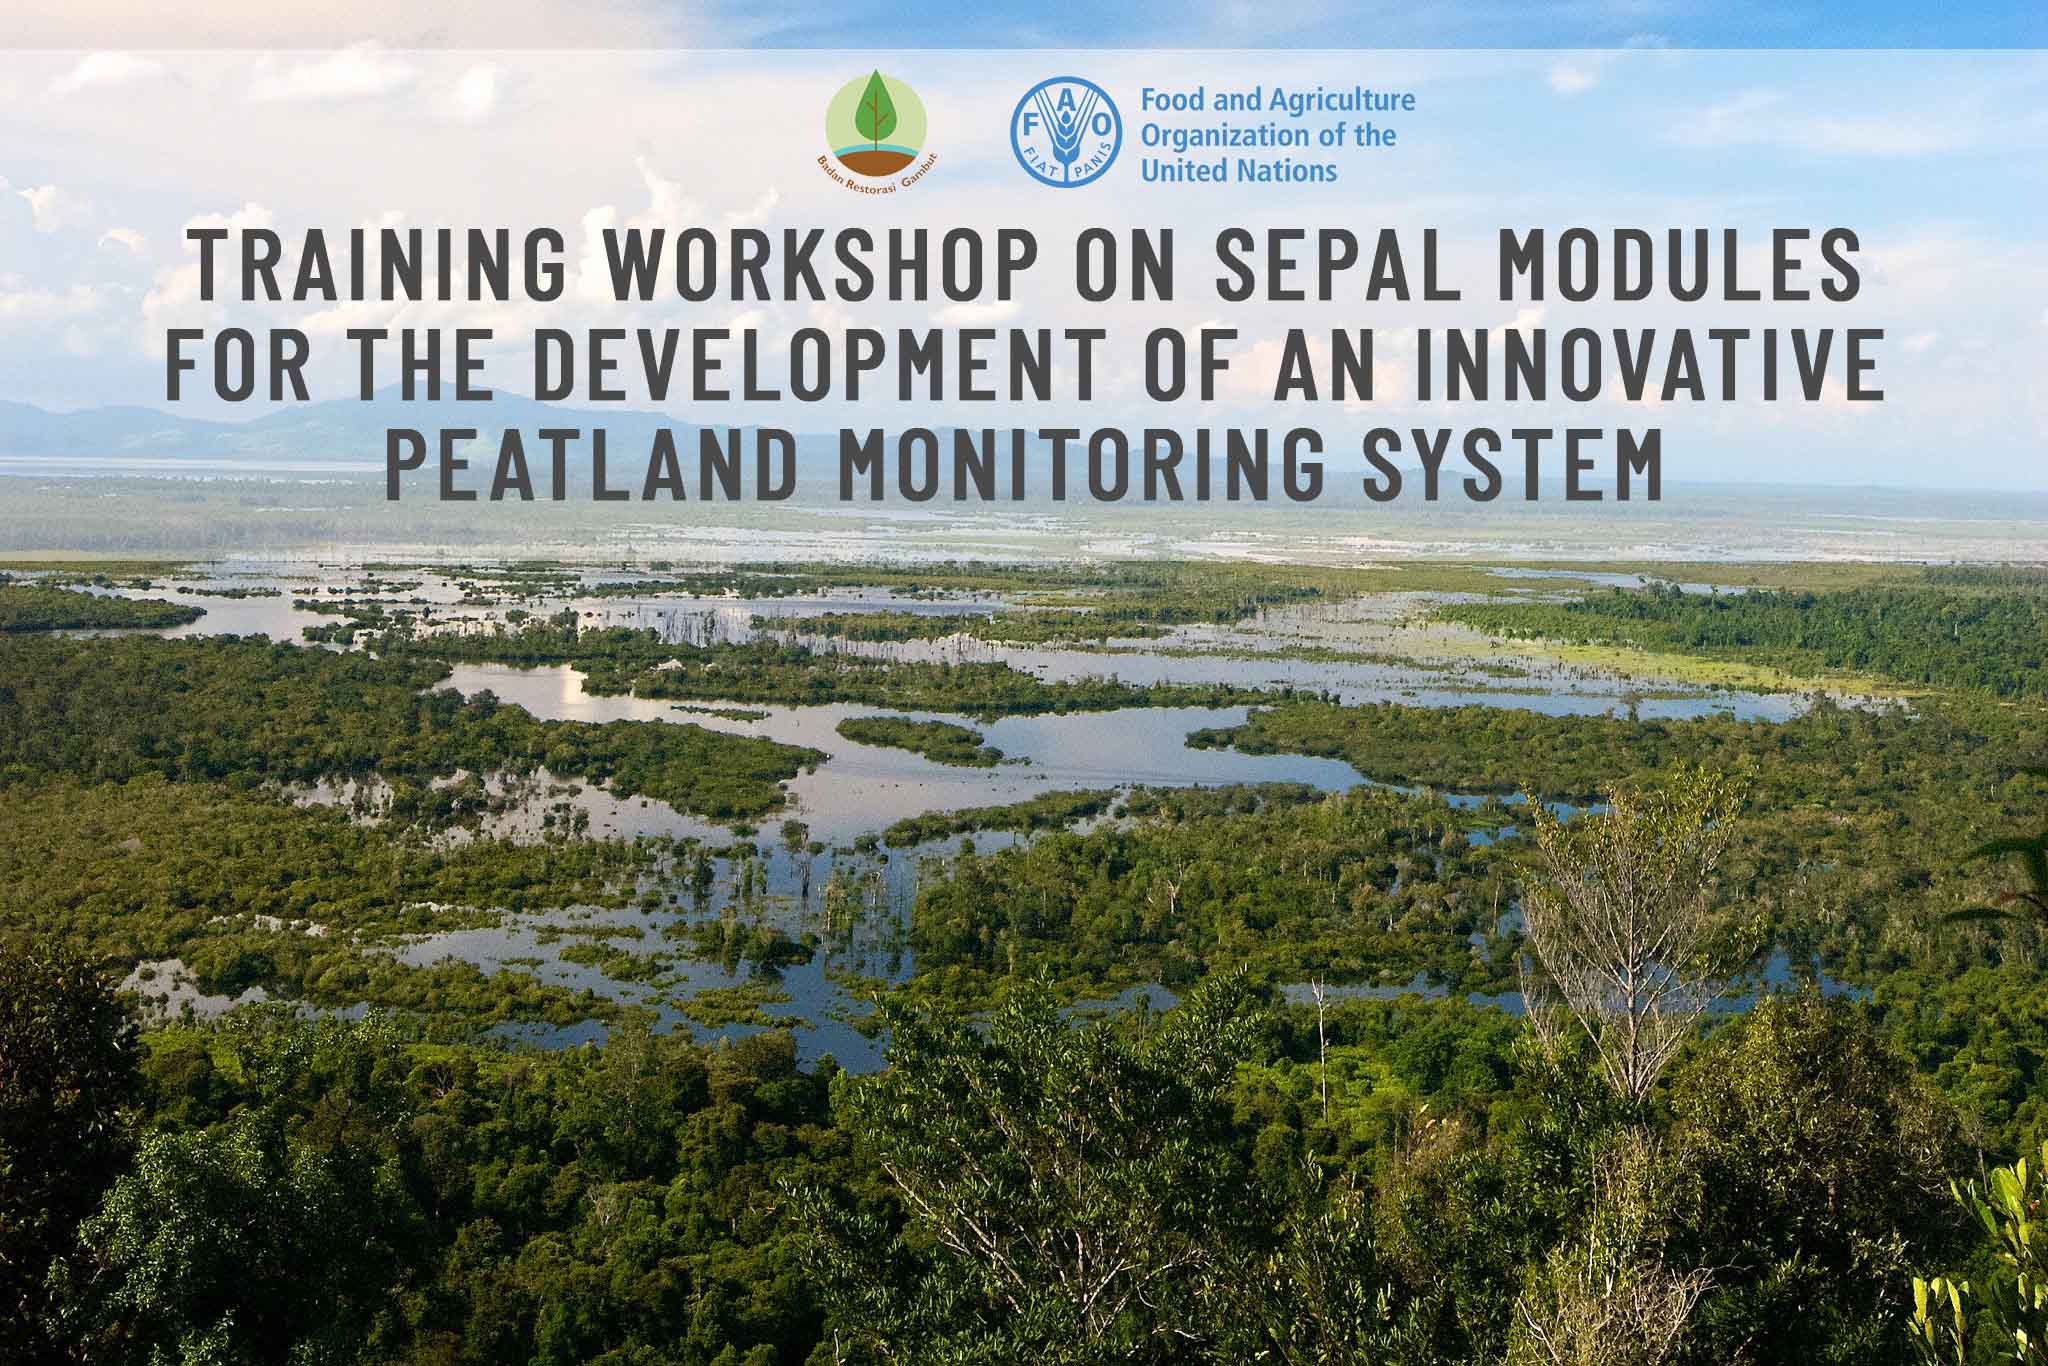 Badan Restorasi Gambut
FAO
FIAT PANIS
Food and Agriculture
Organization of the
United Nations
TRAINING WORKSHOP ON SEPAL MODULES
FOR THE DEVELOPMENT OF AN INNOVATIVE
PEATLAND MONITORING SYSTEM